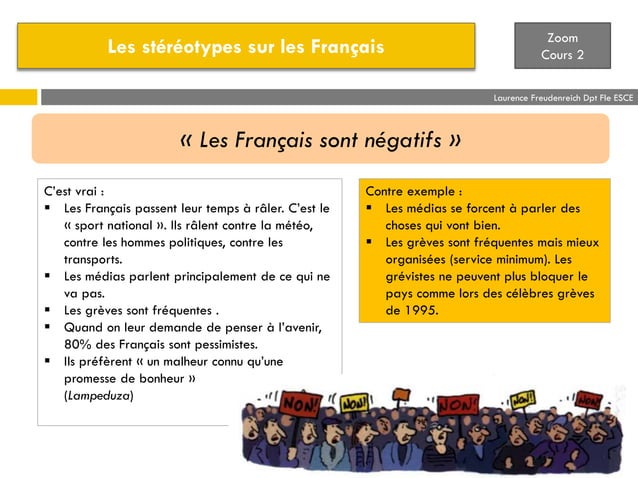 Les stéréotypes sur les Français
Zoom
Cours 2
Laurence Freudenreich Dpt Fle ESCE
« Les Français sont négatifs »
C'est vrai :
▪ Les Français passent leur temps à râler. C'est le
« sport national ». Ils râlent contre la météo,
contre les hommes politiques, contre les
transports.
▪ Les médias parlent principalement de ce qui ne
va pas.
▪ Les grèves sont fréquentes .
▪ Quand on leur demande de penser à l'avenir,
80% des Français sont pessimistes.
▪ Ils préfèrent « un malheur connu qu'une
promesse de bonheur »
(Lampeduza)
Contre exemple :
▪ Les médias se forcent à parler des
choses qui vont bien.
▪ Les grèves sont fréquentes mais mieux
organisées (service minimum). Les
grévistes ne peuvent plus bloquer le
pays comme lors des célèbres grèves
de 1995.
NON!
NON!
NON!
NON!